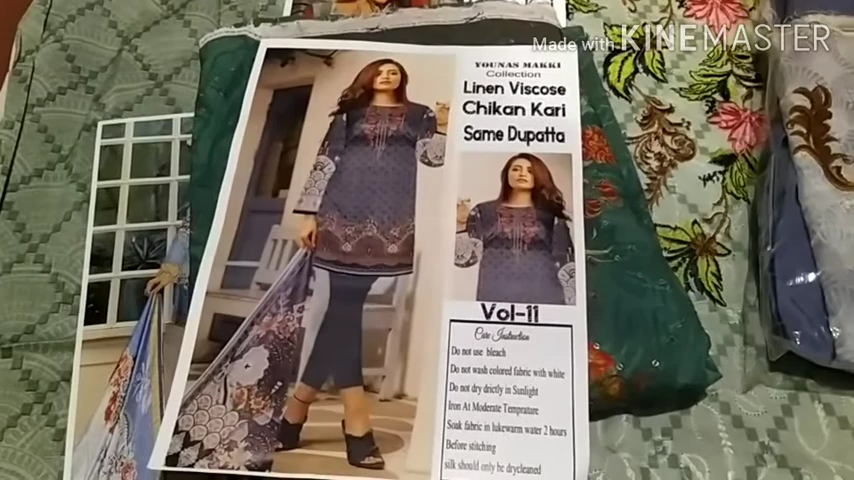 Made with KINEMASTER
YOUNAS MAKKI
Collection
Linen Viscose
Chikan Kari
Same Dupatta
Vol-11
Care Instruction
Do not use bleach
Do not wash colored fabric with white
Do not dry drictly in Sunlight
Iron At Moderate Temprature
Soak fabric in lukewarm water 2 hours
Before stitching
silk should only be drycleaned